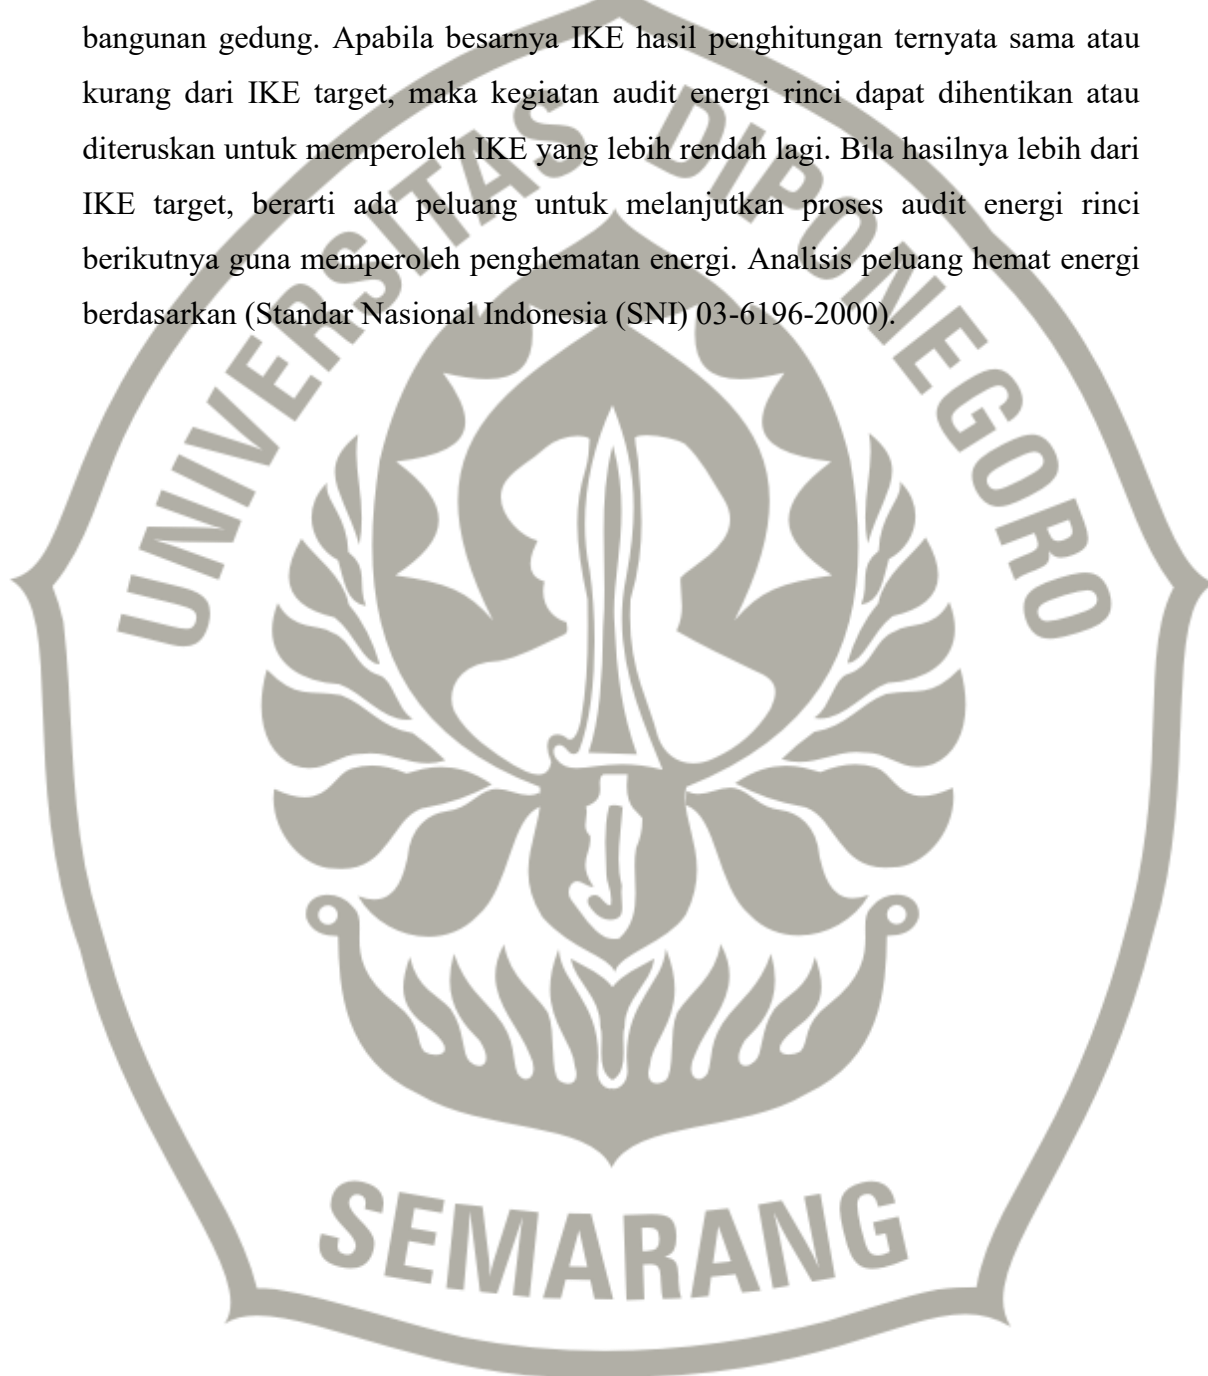 bangunan gedung. Apabila besarnya IKE hasil penghitungan ternyata sama atau
kurang dari IKE target, maka kegiatan audit energi rinci dapat dihentikan atau
diteruskan untuk memperoleh IKE yang lebih rendah lagi. Bila hasilnya lebih dari
IKE target, berarti ada peluang untuk melanjutkan proses audit energi rinci
berikutnya guna memperoleh penghematan energi. Analisis peluang hemat energi
berdasarkan (Standar Nasional Indonesia (SNI) 03-6196-2000).
UNIVERSITAS DIPONEGORO
SEMARANG